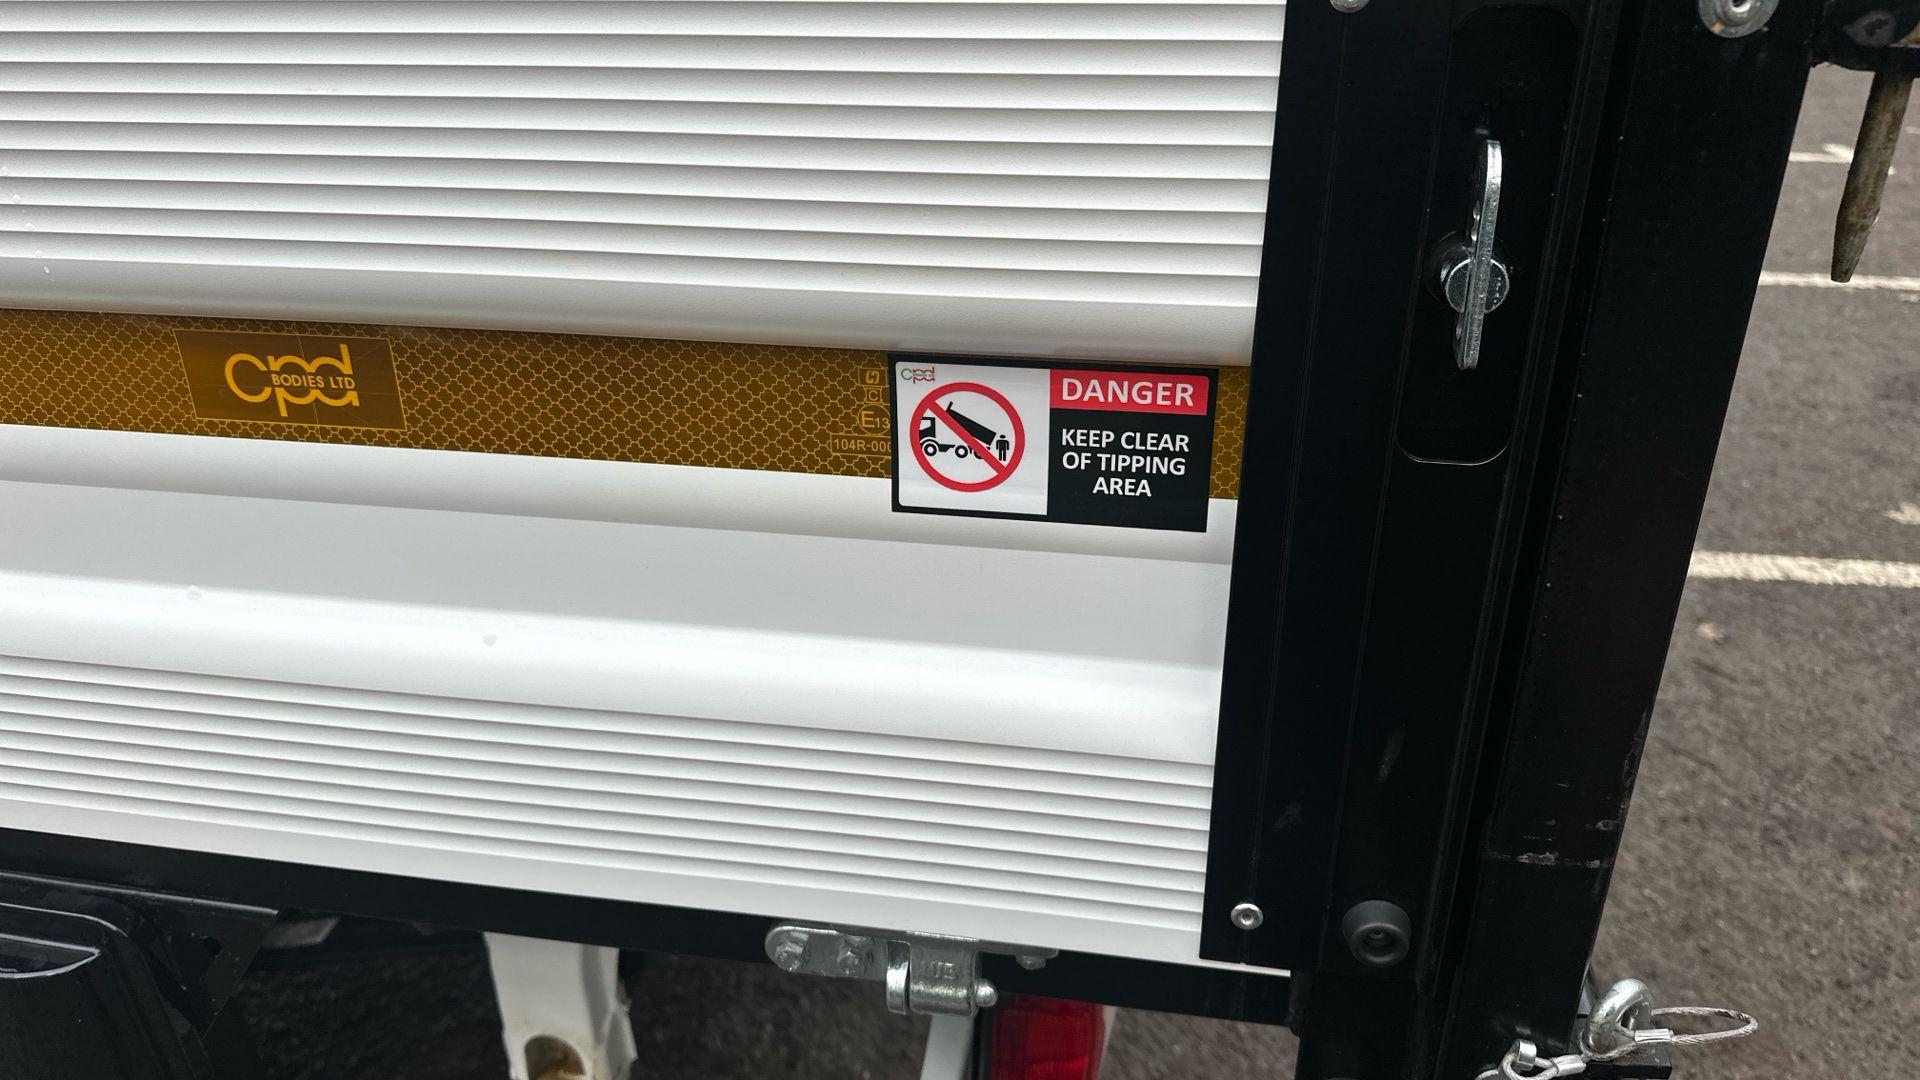 cpd
BODIES LTD
C
E13
104R-000
cpd
DANGER
KEEP CLEAR
OF TIPPING
AREA